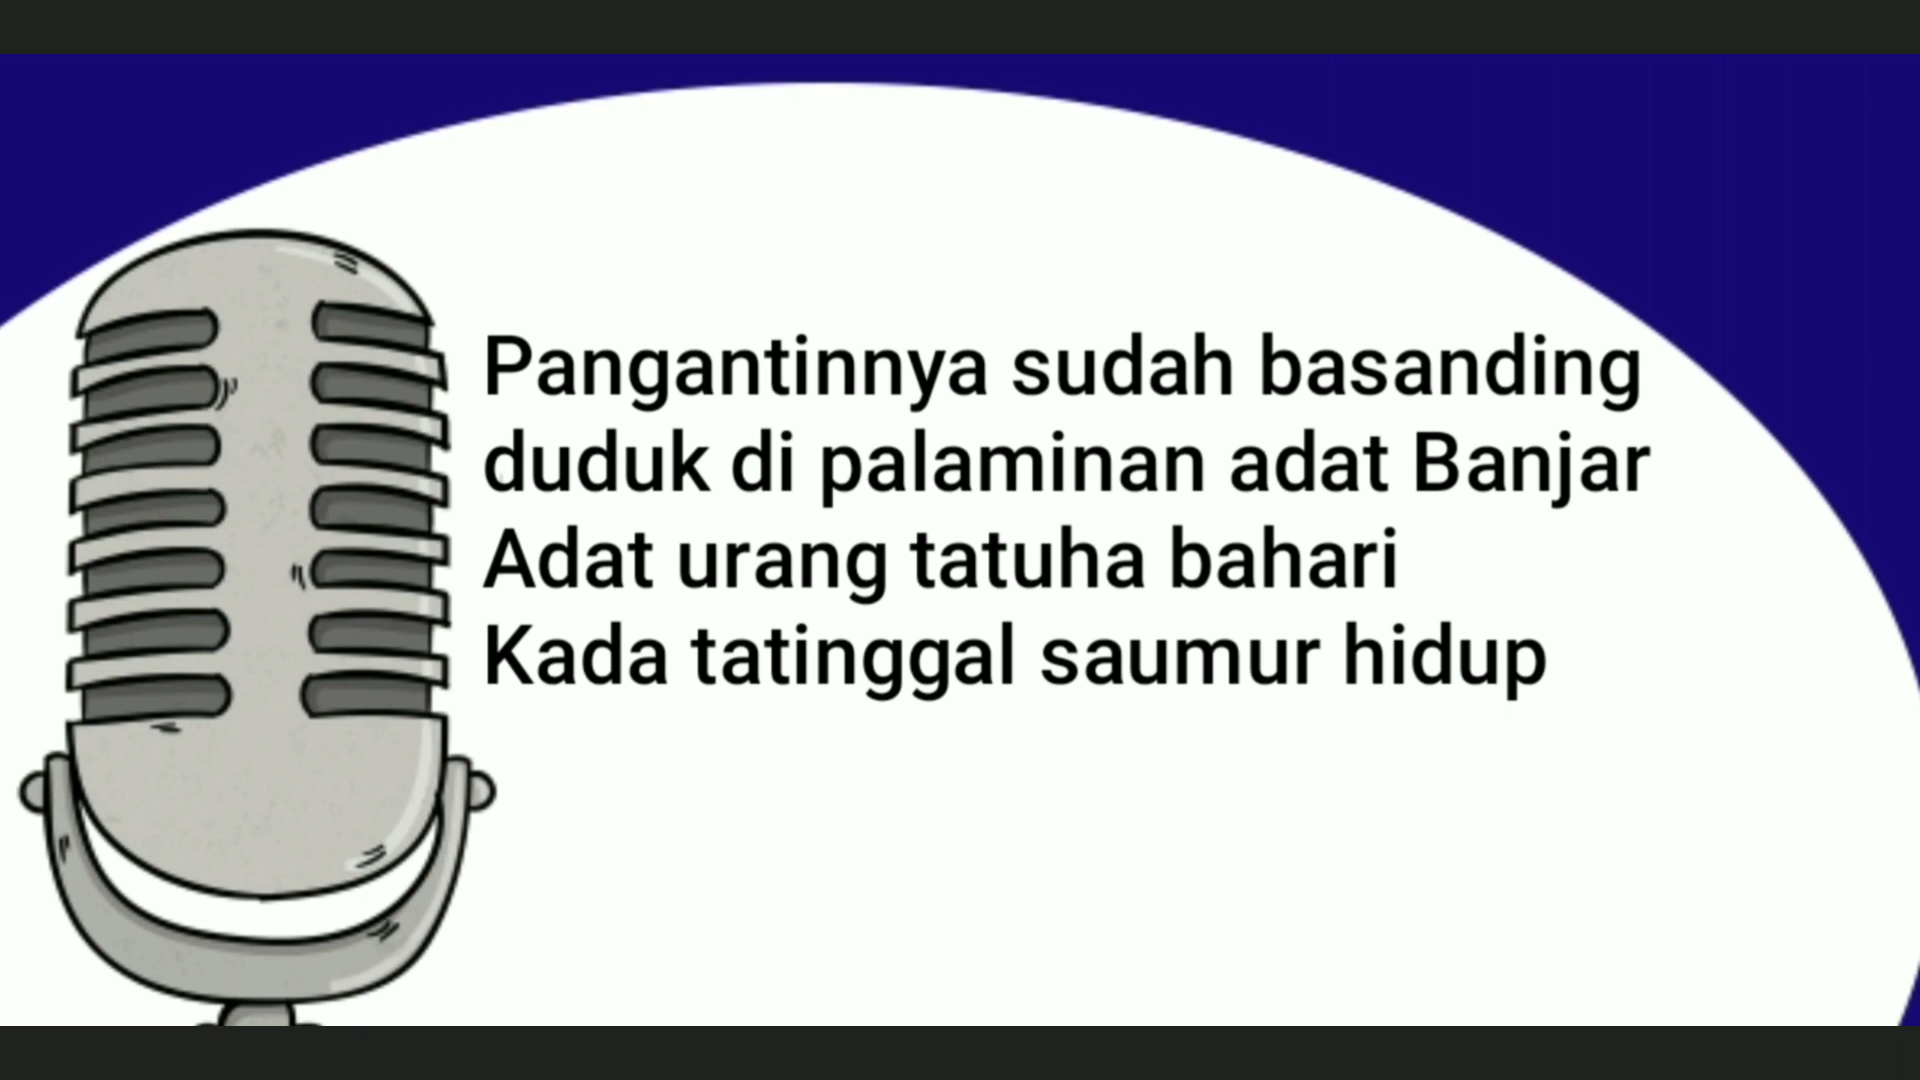 Pangantinnya sudah basanding
duduk di palaminan adat Banjar
Adat urang tatuha bahari
Kada tatinggal saumur hidup